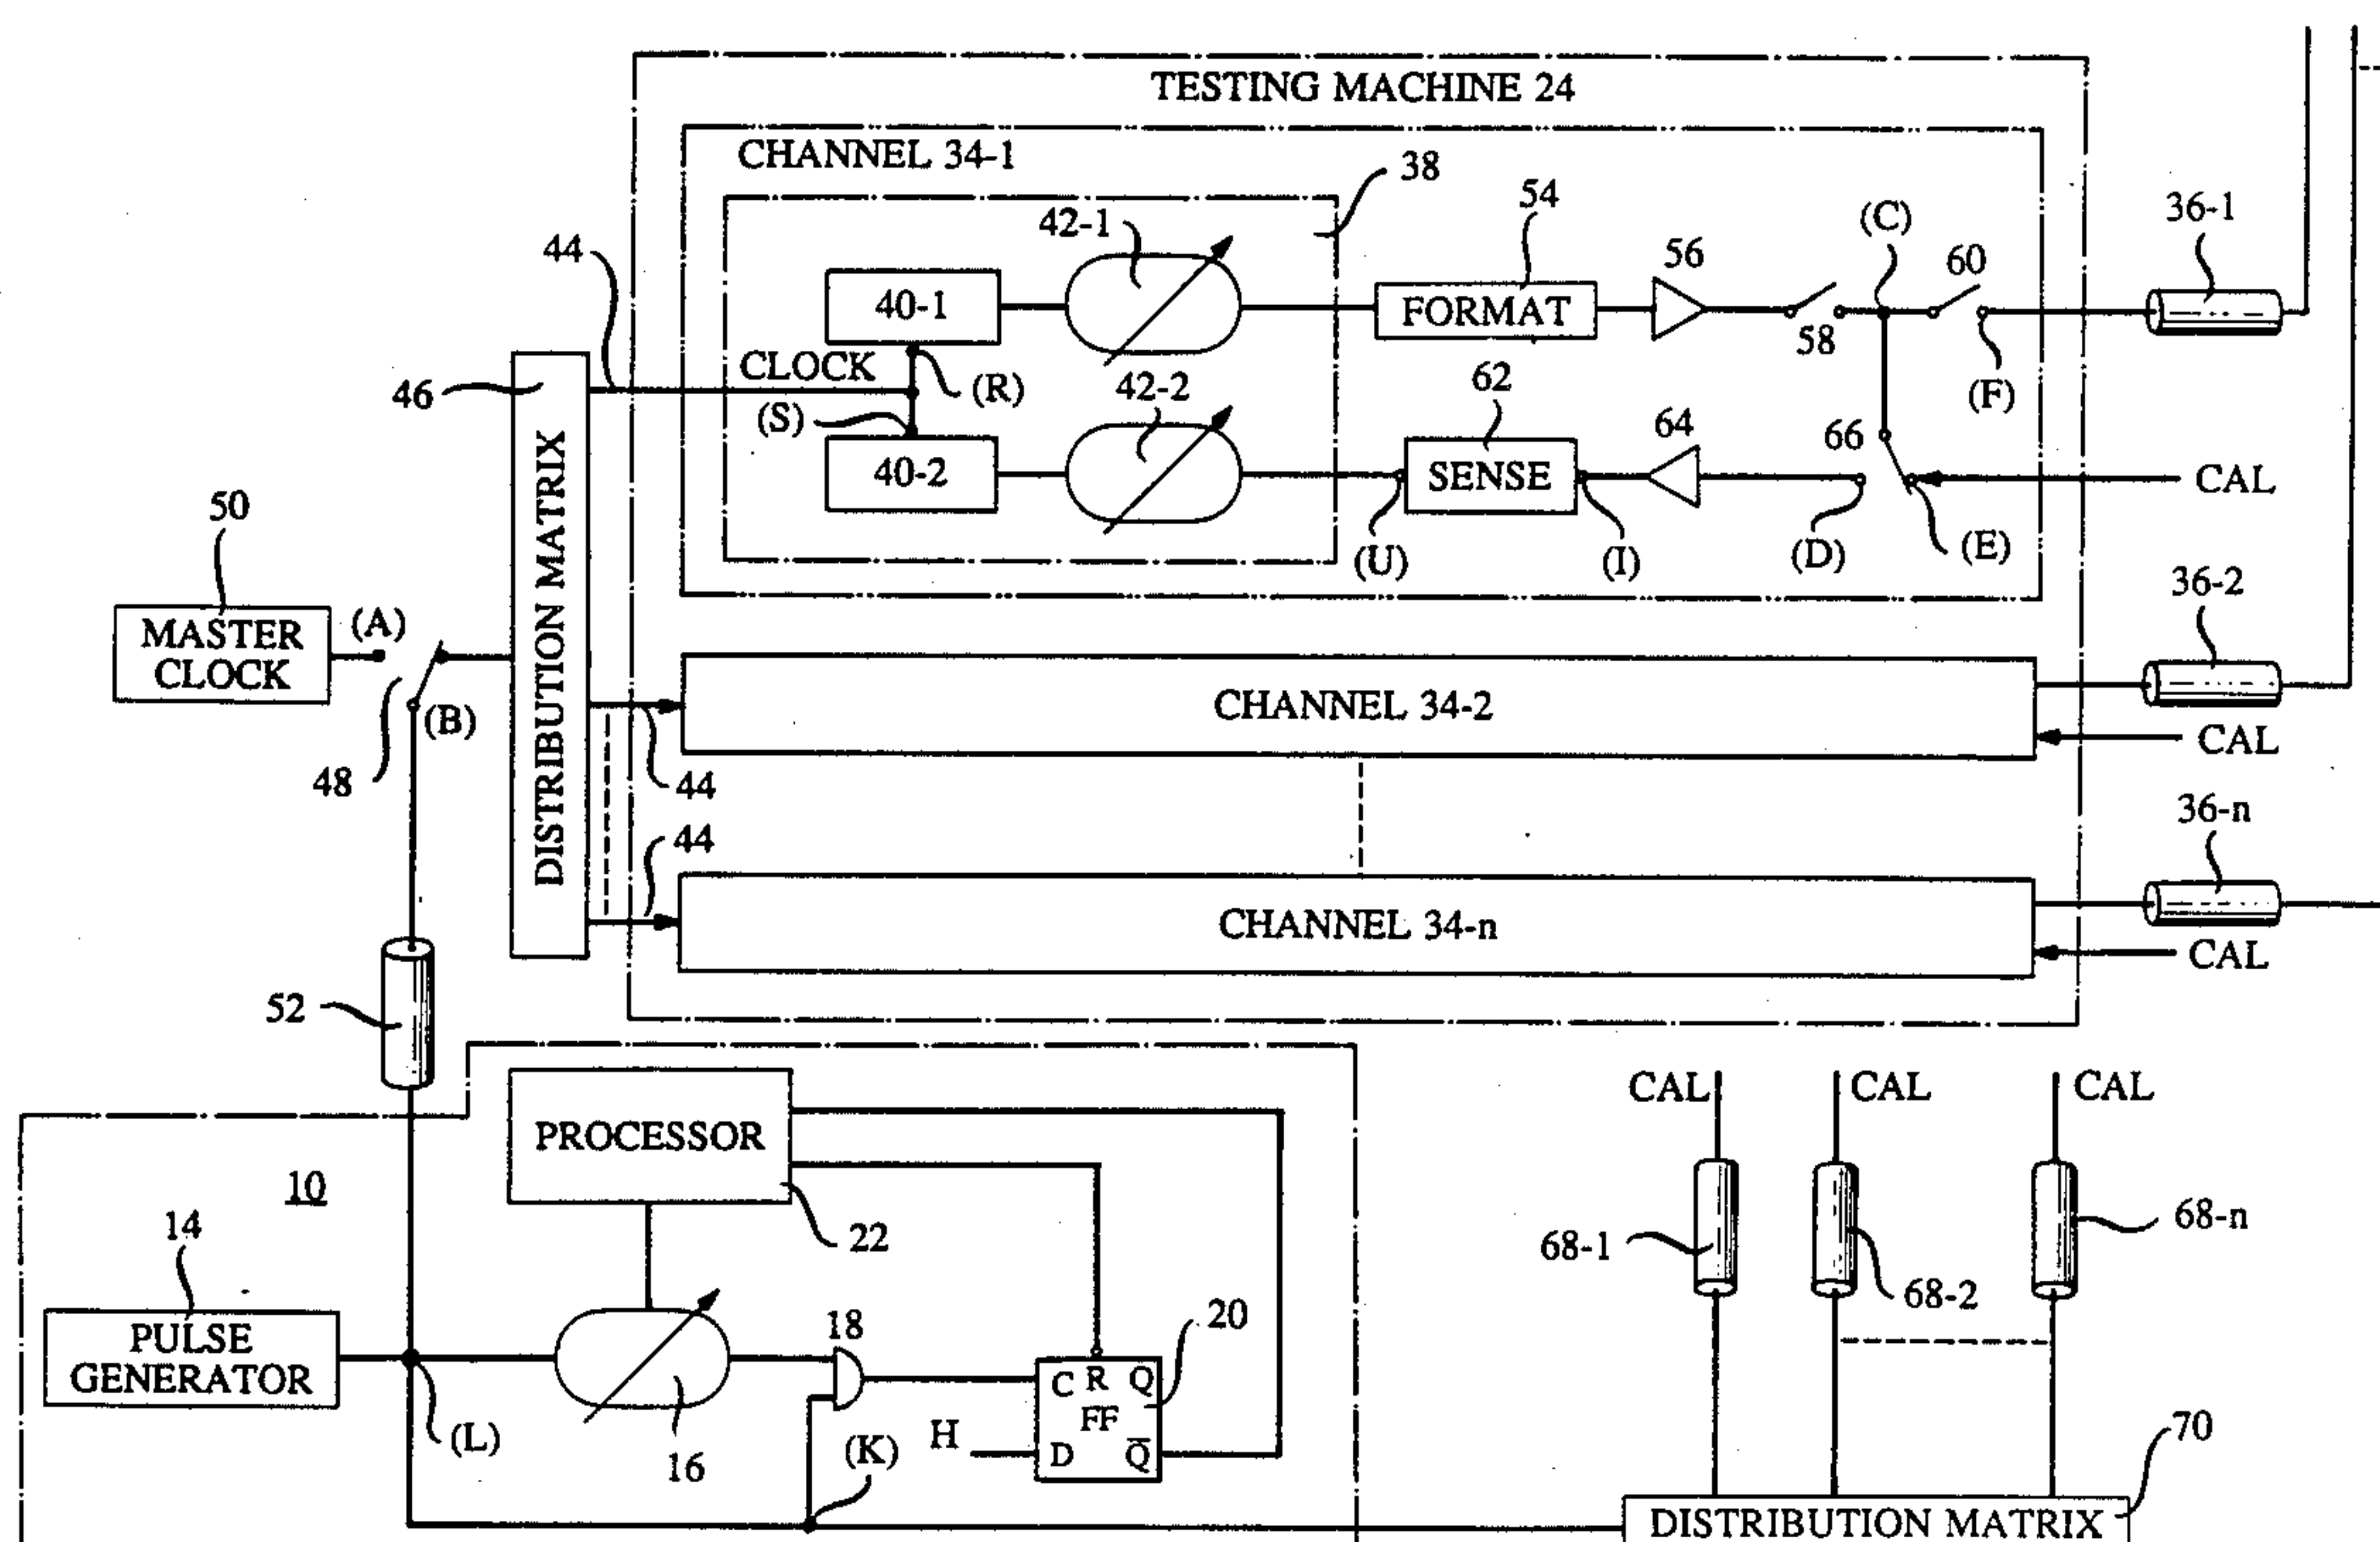 TESTING MACHINE 24
CHANNEL 34-1
38
42-1
54
(C)
36-1
44
56
60
40-1
FORMAT
58
CLOCK
(R)
46
42-2
62
(F)
(S)
64
66
40-2
SENSE
CAL
50
(U)
(I)
(D)
(E)
DISTRIBUTION MATRIX
36-2
MASTER
CLOCK
(A)
(B)
CHANNEL 34-2
CAL
48
44
36-n
44
CHANNEL 34-n
CAL
52
CAL
CAL
CAL
PROCESSOR
10
14
22
68-1
68-n
68-2
PULSE
GENERATOR
18
20
C R Q
FF
D Q̅
H
(L)
16
(K)
70
DISTRIBUTION MATRIX